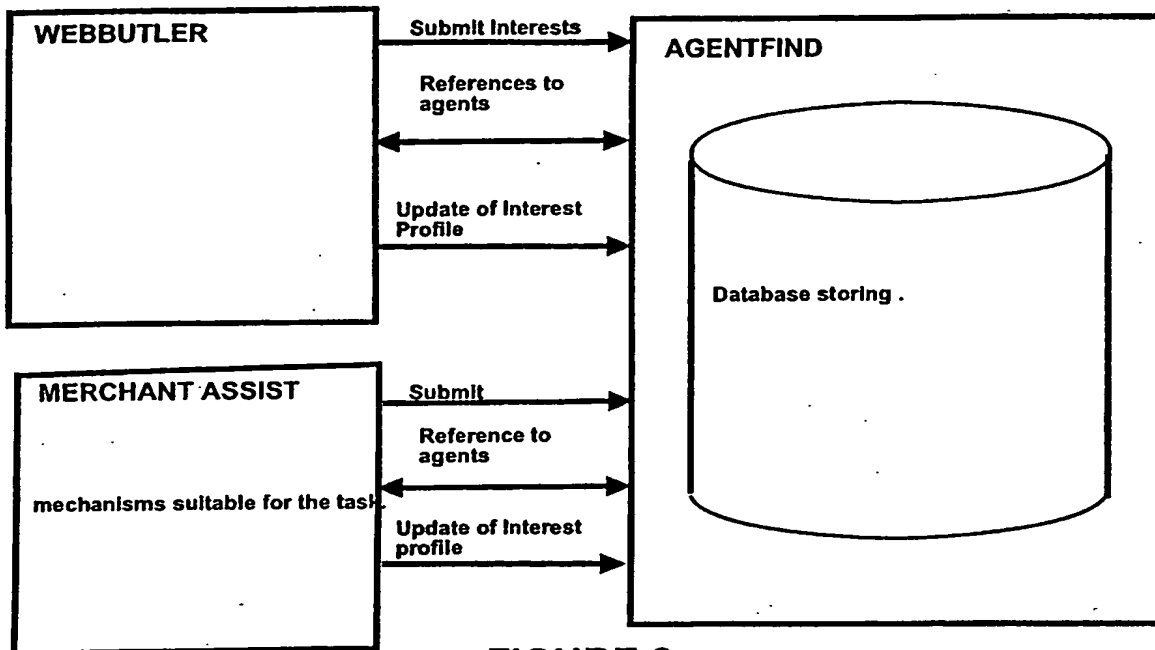 WEBBUTLER
Submit Interests
References to
agents
Update of Interest
Profile
AGENTFIND
Database storing .
MERCHANT ASSIST
mechanisms suitable for the task.
Submit
Reference to
agents
Update of Interest
profile